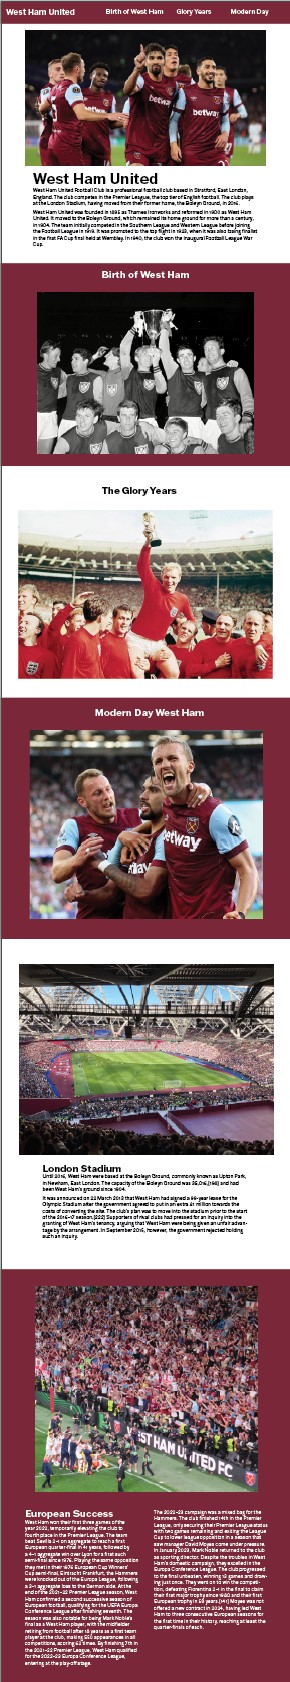 West Ham United
Birth of West Ham
Glory Years
Modern Day
betway
betway
West Ham United
West Ham United Football Club is a professional football club based in Stratford, East London,
England. The club competes in the Premier League, the top tier of English football. The club plays
at the London Stadium, having moved from their former home, the Boleyn Ground, in 2016.
West Ham United was founded in 1895 as Thames Ironworks and reformed in 1900 as West
Ham United. It moved to the Boleyn Ground, which remained its home ground for more than a century,
in 1904. The team initially competed in the Southern League and Western League before joining
the Football League in 1919. It was promoted to the top flight in 1923, when it was also losing finalist
in the first FA Cup final held at Wembley. In 1940, the club won the inaugural Football League War
Cup.
Birth of West Ham
The Glory Years
Modern Day West Ham
betway
London Stadium
Until 2016, West Ham were based at the Boleyn Ground, commonly known as Upton Park,
in Newham, East London. The capacity of the Boleyn Ground was 35,016,[198] and had
been West Ham's ground since 1904.
It was announced on 22 March 2013 that West Ham had signed a 99-year lease for the
Olympic Stadium after the government agreed to put in an extra £1 million towards the
costs of converting the site. The club's plan was to move into the stadium prior to the start
of the 2016–17 season.[202] Supporters of rival clubs had pressed for an inquiry into the
granting of West Ham's tenancy, arguing that "West Ham were being given an unfair advan-
tage by the arrangement. In September 2015, however, the government rejected holding
such an inquiry.
WEST HAM UNITED FC
European Success
West Ham won their first three games of the
year 2022, temporarily elevating the club to
fourth place in the Premier League. The team
beat Sevilla 2–1 on aggregate to reach a first
European quarter-final in 41 years, followed by
a 4–1 aggregate win over Lyon for a first such
semi-final since 1976. Playing the same opposition
they met in their 1976 European Cup Winners'
Cup semi-final, Eintracht Frankfurt, the Hammers
were knocked out of the Europa League, following
a 3–1 aggregate loss to the German side. At the
end of the 2021–22 Premier League season, West
Ham confirmed a second successive season of
European football, qualifying for the UEFA Europa
Conference League after finishing seventh. The
season was also notable for being Mark Noble's
final as a West Ham player, with the midfielder
retiring from football after 18 years as a first team
player at the club, making 550 appearances in all
competitions, scoring 62 times. By finishing 7th in
the 2021–22 Premier League, West Ham qualified
for the 2022–23 Europa Conference League,
entering at the play-off stage.
The 2022–23 campaign was a mixed bag for the
Hammers. The club finished 14th in the Premier
League, only securing their Premier League status
with two games remaining and exiting the League
Cup to lower league opposition in a season that
saw manager David Moyes come under pressure.
In January 2023, Mark Noble returned to the club
as sporting director. Despite the troubles in West
Ham's domestic campaign, they excelled in the
Europa Conference League. The club progressed
to the final unbeaten, winning 12 games and draw-
ing just once. They went on to win the competi-
tion, defeating Fiorentina 2–1 in the final to claim
their first major trophy since 1980 and their first
European trophy in 58 years.[141] Moyes was not
offered a new contract in 2024, having led West
Ham to three consecutive European seasons for
the first time in their history, reaching at least the
quarter-finals of each.